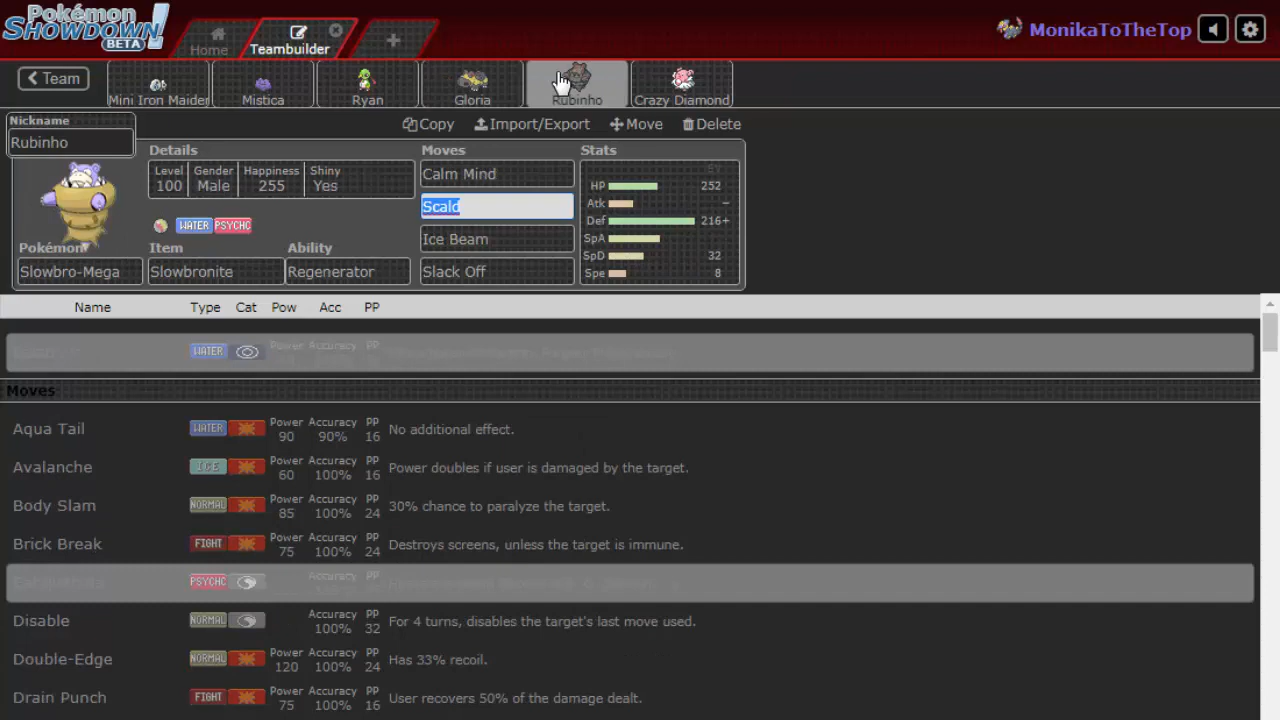 Pokémon
SHOWDOWN!
BETA
Home
Teambuilder
+
MonikaToTheTop
Team
Mini Iron Maiden
Mistica
Ryan
Gloria
Rubinho
Crazy Diamond
Copy
Import/Export
Move
Delete
Nickname
Rubinho
Details
Level
100
Gender
Male
Happiness
255
Shiny
Yes
WATER PSYCHC
Pokémon
Slowbro-Mega
Item
Slowbronite
Ability
Regenerator
Moves
Calm Mind
Scald
Ice Beam
Slack Off
Stats
EV
HP 252
Atk –
Def 216+
SpA
SpD 32
Spe 8
Name Type Cat Pow Acc PP
WATER
Moves
Aqua Tail WATER Power 90 Accuracy 90% PP 16 No additional effect.
Avalanche ICE Power 60 Accuracy 100% PP 16 Power doubles if user is damaged by the target.
Body Slam NORMAL Power 85 Accuracy 100% PP 24 30% chance to paralyze the target.
Brick Break FIGHT Power 75 Accuracy 100% PP 24 Destroys screens, unless the target is immune.
PSYCHC
Disable NORMAL Accuracy 100% PP 32 For 4 turns, disables the target's last move used.
Double-Edge NORMAL Power 120 Accuracy 100% PP 24 Has 33% recoil.
Drain Punch FIGHT Power 75 Accuracy 100% PP 16 User recovers 50% of the damage dealt.